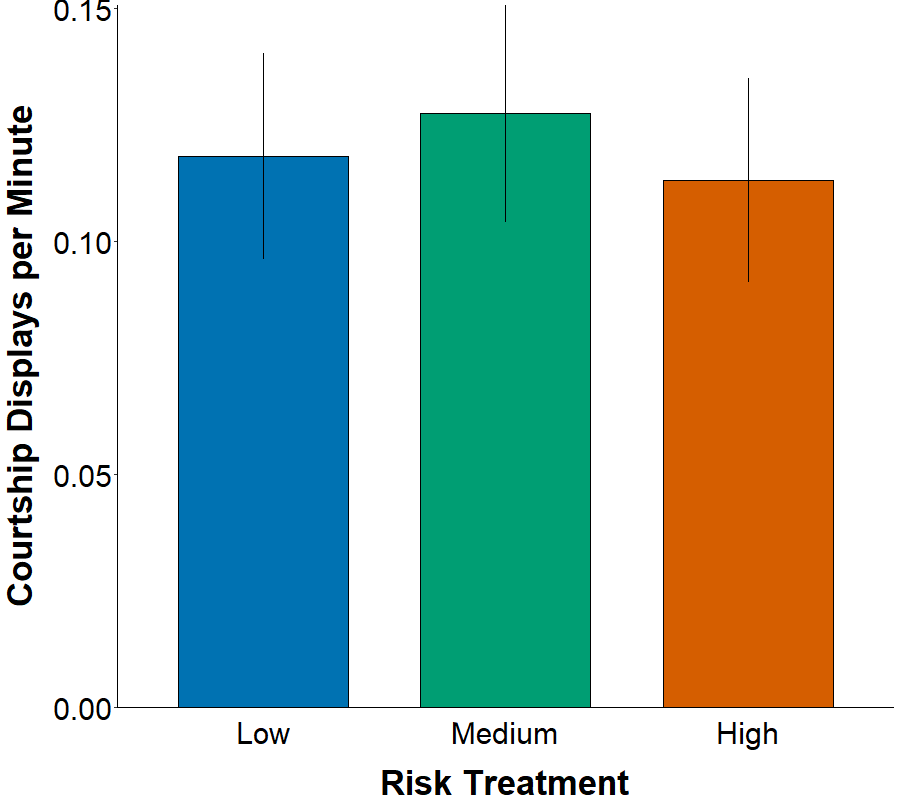 Courtship Displays per Minute
0.15
0.10
0.05
0.00
Low Medium High
Risk Treatment